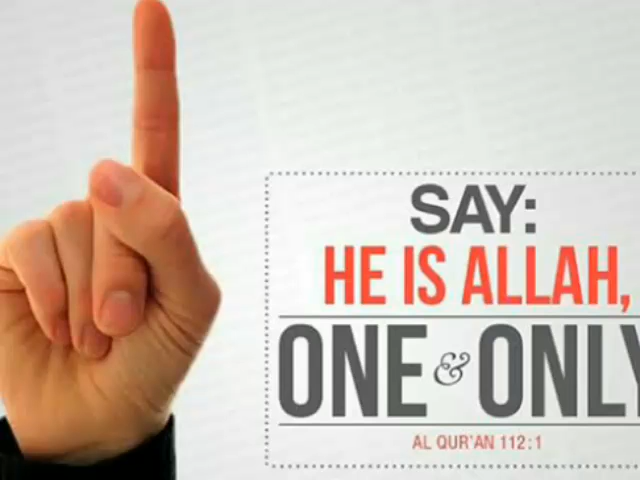 SAY:
HE IS ALLAH,
ONE & ONLY
AL QUR'AN 112:1